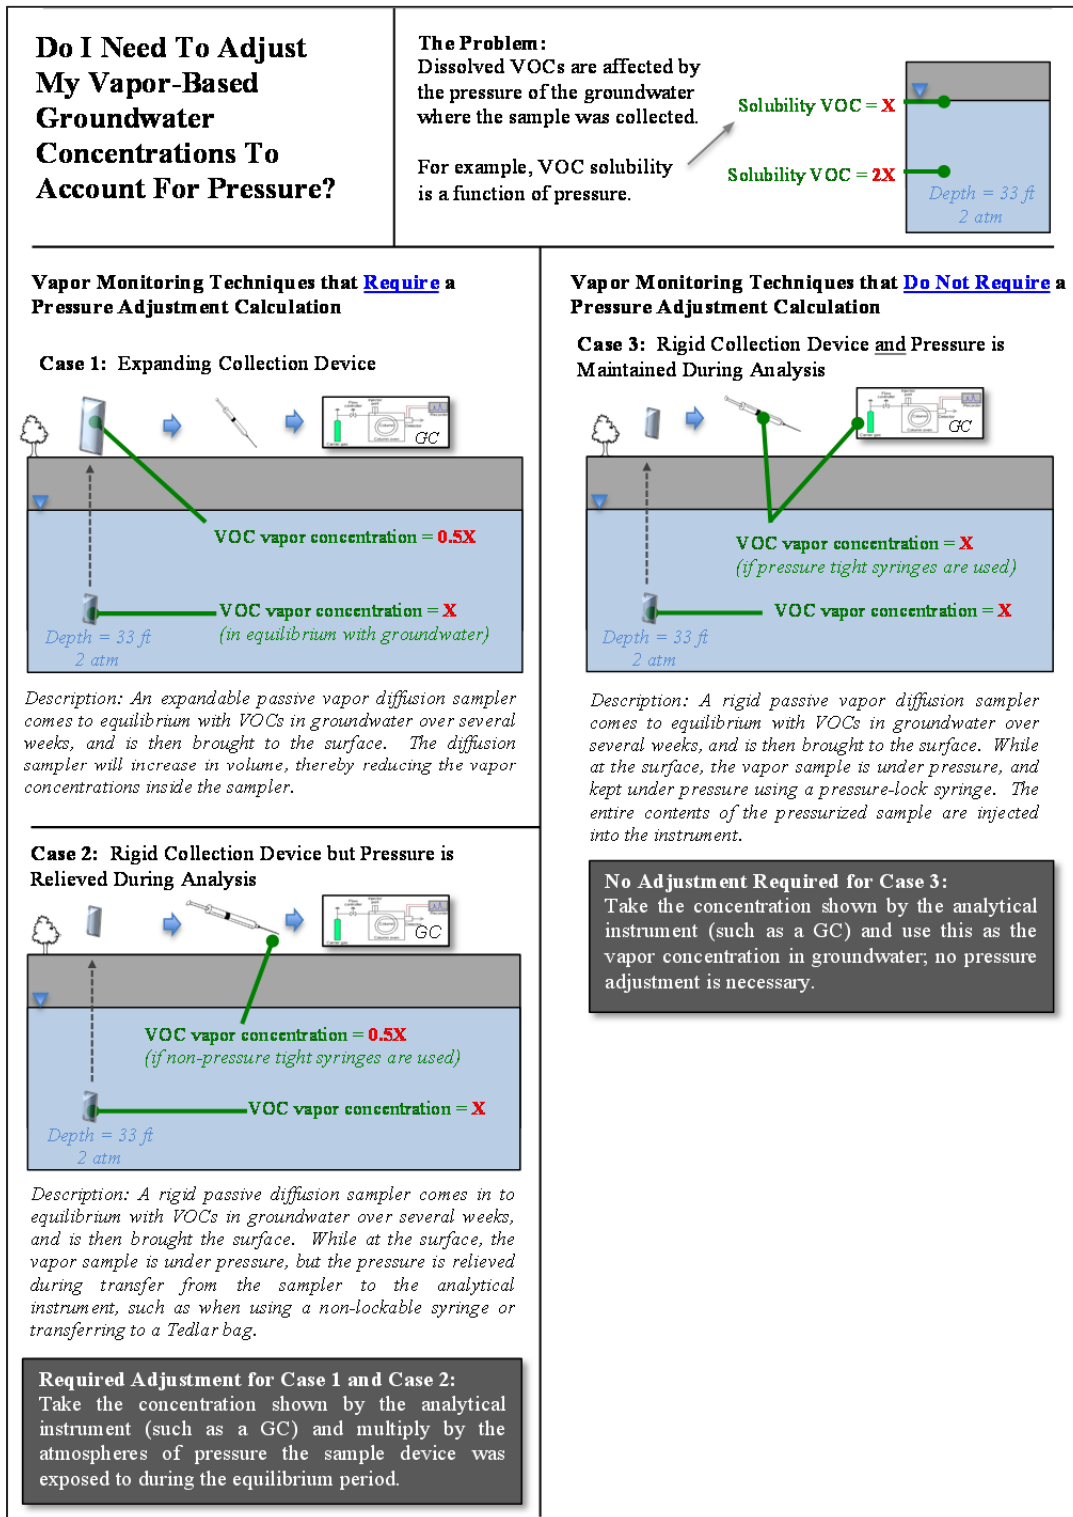 Do I Need To Adjust
My Vapor-Based
Groundwater
Concentrations To
Account For Pressure?
The Problem:
Dissolved VOCs are affected by
the pressure of the groundwater
where the sample was collected.
For example, VOC solubility
is a function of pressure.
Solubility VOC = X
Solubility VOC = 2X
Depth = 33 ft
2 atm
Vapor Monitoring Techniques that Require a
Pressure Adjustment Calculation
Case 1: Expanding Collection Device
GC
VOC vapor concentration = 0.5X
VOC vapor concentration = X
(in equilibrium with groundwater)
Depth = 33 ft
2 atm
Description: An expandable passive vapor diffusion sampler
comes to equilibrium with VOCs in groundwater over several
weeks, and is then brought to the surface. The diffusion
sampler will increase in volume, thereby reducing the vapor
concentrations inside the sampler.
Case 2: Rigid Collection Device but Pressure is
Relieved During Analysis
GC
VOC vapor concentration = 0.5X
(if non-pressure tight syringes are used)
VOC vapor concentration = X
Depth = 33 ft
2 atm
Description: A rigid passive diffusion sampler comes in to
equilibrium with VOCs in groundwater over several weeks,
and is then brought the surface. While at the surface, the
vapor sample is under pressure, but the pressure is relieved
during transfer from the sampler to the analytical
instrument, such as when using a non-lockable syringe or
transferring to a Tedlar bag.
Required Adjustment for Case 1 and Case 2:
Take the concentration shown by the analytical
instrument (such as a GC) and multiply by the
atmospheres of pressure the sample device was
exposed to during the equilibrium period.
Vapor Monitoring Techniques that Do Not Require a
Pressure Adjustment Calculation
Case 3: Rigid Collection Device and Pressure is
Maintained During Analysis
GC
VOC vapor concentration = X
(if pressure tight syringes are used)
VOC vapor concentration = X
Depth = 33 ft
2 atm
Description: A rigid passive vapor diffusion sampler
comes to equilibrium with VOCs in groundwater over
several weeks, and is then brought to the surface. While
at the surface, the vapor sample is under pressure, and
kept under pressure using a pressure-lock syringe. The
entire contents of the pressurized sample are injected
into the instrument.
No Adjustment Required for Case 3:
Take the concentration shown by the analytical
instrument (such as a GC) and use this as the
vapor concentration in groundwater; no pressure
adjustment is necessary.